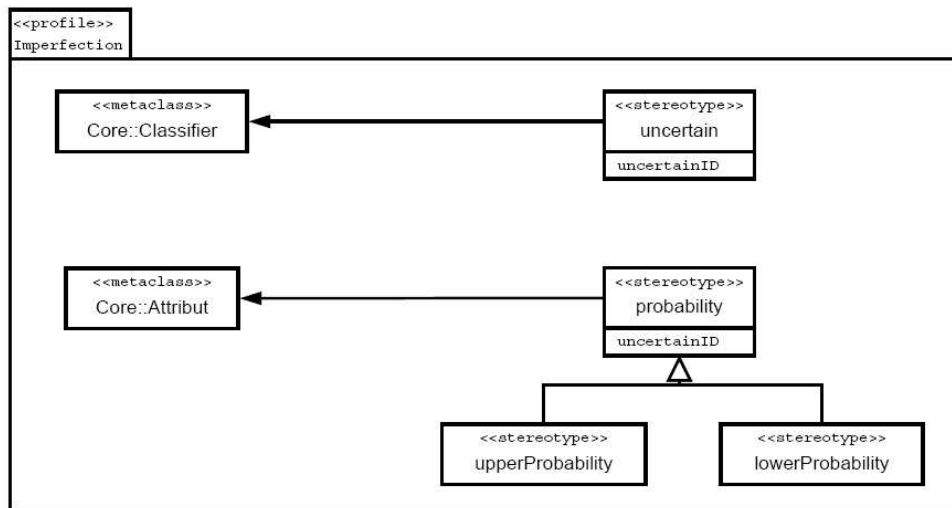 <<profile>>
Imperfection
<<metaclass>>
Core::Classifier
<<stereotype>>
uncertain
uncertainID
<<metaclass>>
Core::Attribut
<<stereotype>>
probability
uncertainID
<<stereotype>>
upperProbability
<<stereotype>>
lowerProbability